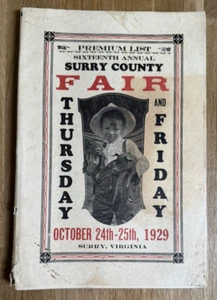 PREMIUM LIST
SIXTEENTH ANNUAL
SURRY COUNTY
FAIR
THURSDAY
AND
FRIDAY
OCTOBER 24th-25th, 1929
SURRY, VIRGINIA